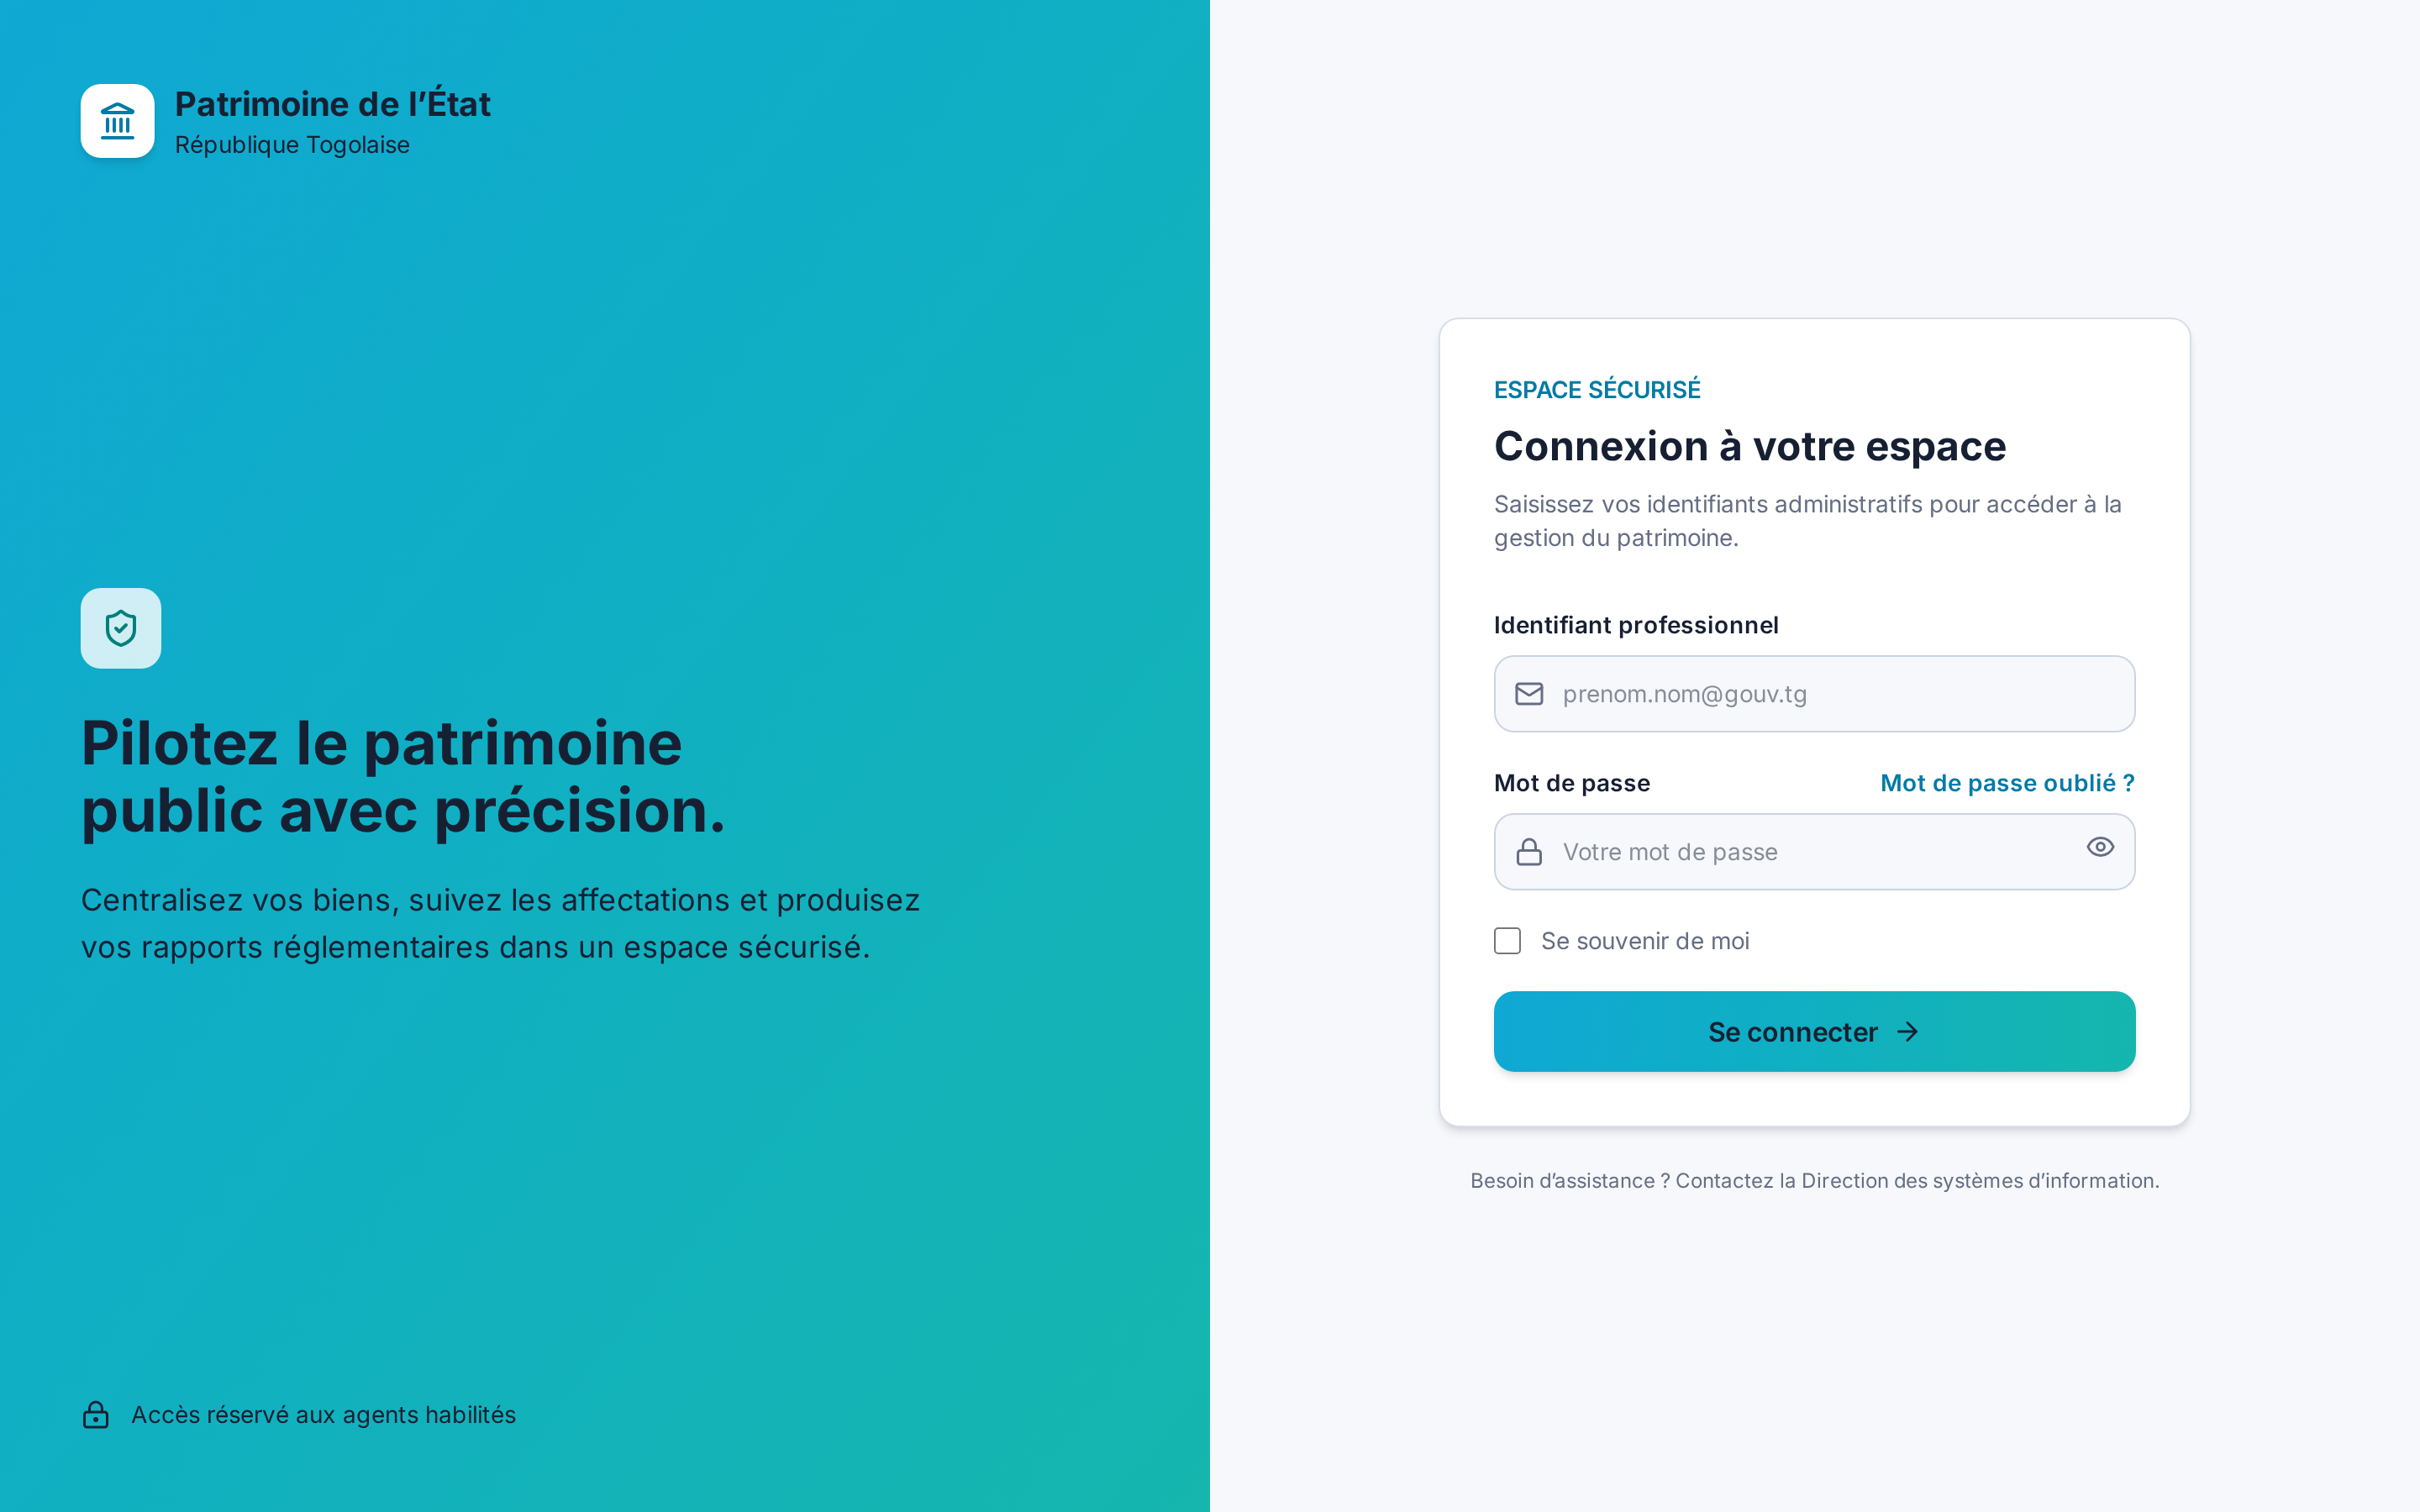 Patrimoine de l’État
République Togolaise
Pilotez le patrimoine
public avec précision.
Centralisez vos biens, suivez les affectations et produisez
vos rapports réglementaires dans un espace sécurisé.
Accès réservé aux agents habilités
ESPACE SÉCURISÉ
Connexion à votre espace
Saisissez vos identifiants administratifs pour accéder à la
gestion du patrimoine.
Identifiant professionnel
prenom.nom@gouv.tg
Mot de passe
Mot de passe oublié ?
Votre mot de passe
Se souvenir de moi
Se connecter
Besoin d’assistance ? Contactez la Direction des systèmes d’information.